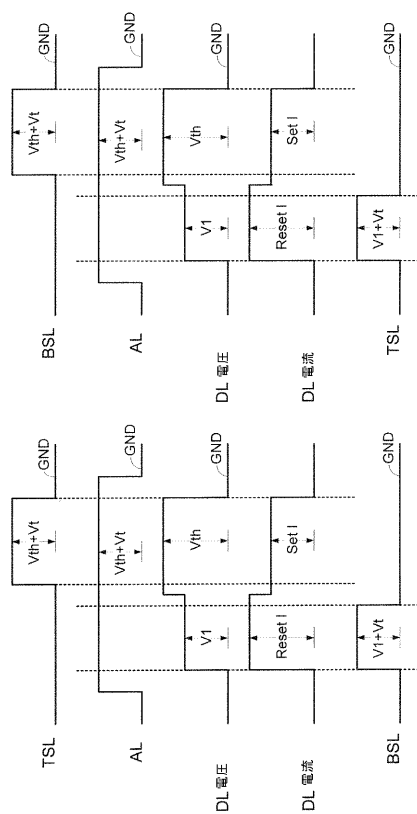 TSL
Vth+Vt
GND
AL
Vth+Vt
GND
DL 電圧
V1
Vth
GND
DL 電流
Reset I
Set I
BSL
V1+Vt
GND
BSL
Vth+Vt
GND
AL
Vth+Vt
GND
DL 電圧
V1
Vth
GND
DL 電流
Reset I
Set I
TSL
V1+Vt
GND